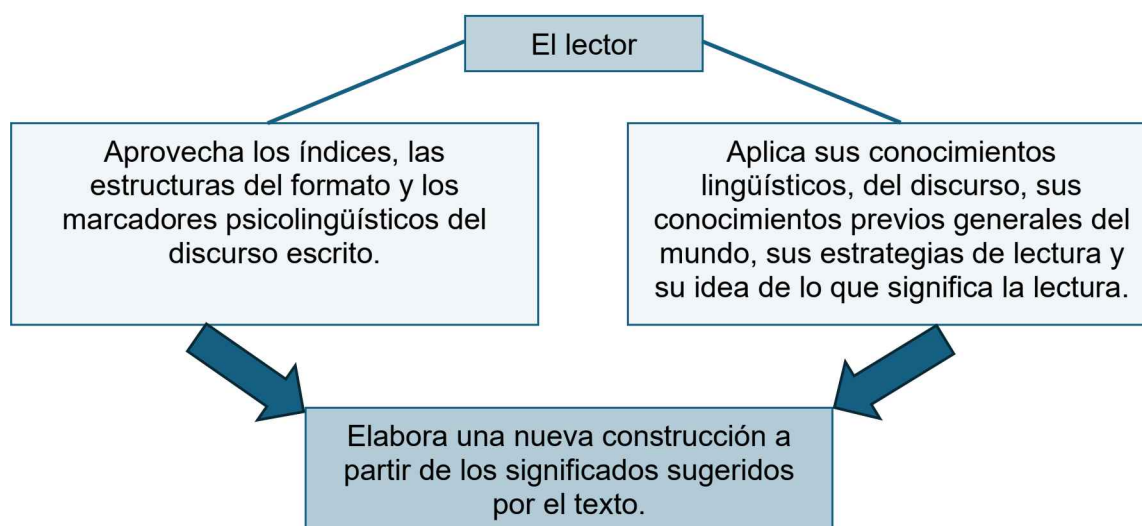 El lector
Aprovecha los índices, las
estructuras del formato y los
marcadores psicolingüísticos del
discurso escrito.
Aplica sus conocimientos
lingüísticos, del discurso, sus
conocimientos previos generales del
mundo, sus estrategias de lectura y
su idea de lo que significa la lectura.
Elabora una nueva construcción a
partir de los significados sugeridos
por el texto.